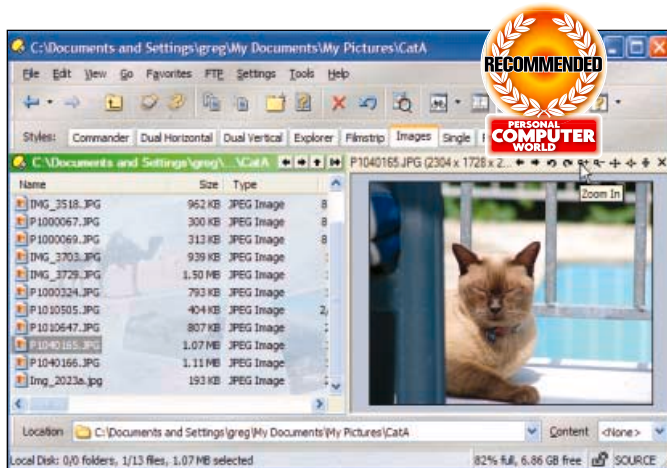 C:\Documents and Settings\greg\My Documents\My Pictures\CatA
RECOMMENDED
PERSONAL
COMPUTER
WORLD
File Edit View Go Favorites FTP Settings Tools Help
Styles: Commander Dual Horizontal Dual Vertical Explorer Filmstrip Images Single
C:\Documents and Settings\greg\...\CatA
P1040165.JPG (2304 x 1728 x 2...
Zoom In
Name Size Type
IMG_3518.JPG 962 KB JPEG Image 8
P1000067.JPG 300 KB JPEG Image 8
P1000069.JPG 313 KB JPEG Image 8
IMG_3703.JPG 939 KB JPEG Image
IMG_3729.JPG 1.50 MB JPEG Image
P1000324.JPG 793 KB JPEG Image
P1010505.JPG 404 KB JPEG Image 2,
P1010647.JPG 807 KB JPEG Image
P1040165.JPG 1.07 MB JPEG Image
P1040166.JPG 1.11 MB JPEG Image
Img_2023a.jpg 193 KB JPEG Image
Location C:\Documents and Settings\greg\My Documents\My Pictures\CatA Content <None>
Local Disk: 0/0 folders, 1/13 files, 1.07 MB selected 82% full, 6.86 GB free SOURCE